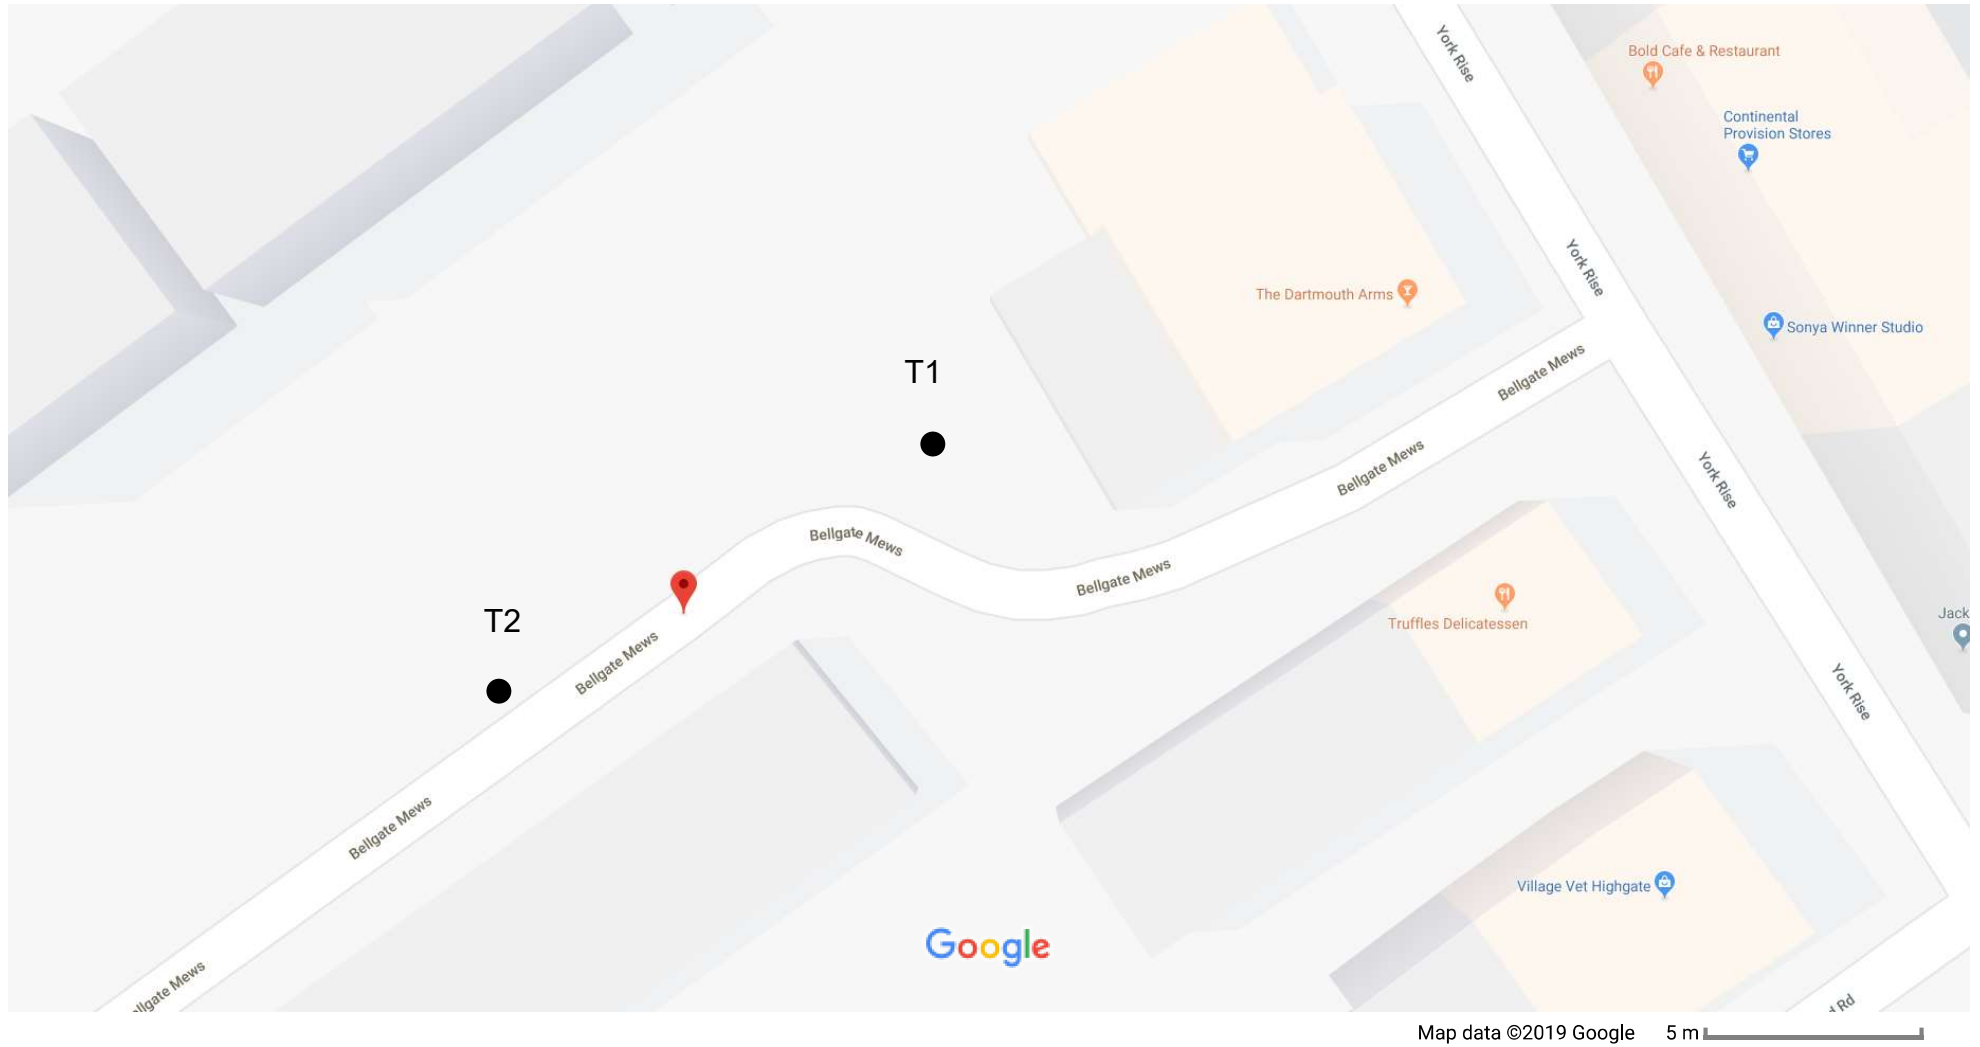 York Rise
Bold Cafe & Restaurant
Continental
Provision Stores
York Rise
The Dartmouth Arms
Sonya Winner Studio
Bellgate Mews
T1
Bellgate Mews
York Rise
Bellgate Mews
Bellgate Mews
Truffles Delicatessen
Jack
T2
Bellgate Mews
York Rise
Bellgate Mews
Village Vet Highgate
Google
llgate Mews
d Rd
Map data ©2019 Google 5 m